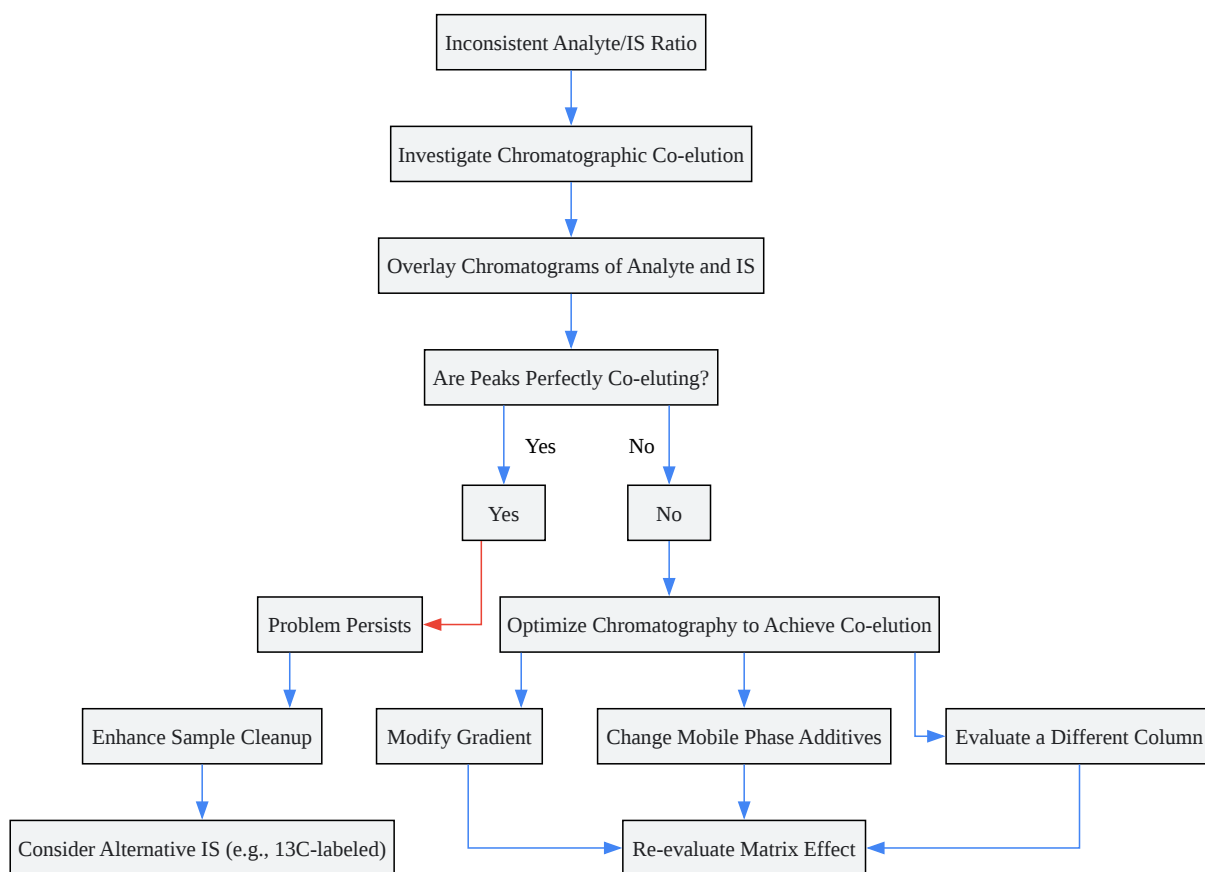 Inconsistent Analyte/IS Ratio
Investigate Chromatographic Co-elution
Overlay Chromatograms of Analyte and IS
Are Peaks Perfectly Co-eluting?
Yes
No
Yes
No
Problem Persists
Optimize Chromatography to Achieve Co-elution
Enhance Sample Cleanup
Modify Gradient
Change Mobile Phase Additives
Evaluate a Different Column
Consider Alternative IS (e.g., 13C-labeled)
Re-evaluate Matrix Effect